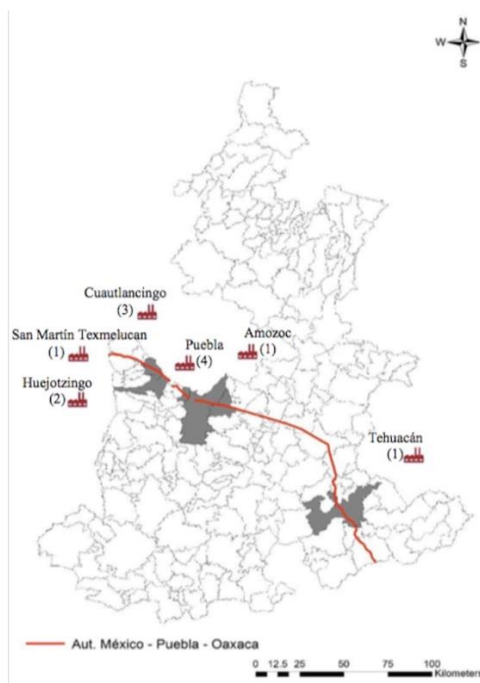 N
W E
S
Cuautlancingo
(3)
San Martín Texmelucan
(1)
Puebla
(4)
Amozoc
(1)
Huejotzingo
(2)
Tehuacán
(1)
Aut. México - Puebla - Oaxaca
0 12.5 25 50 75 100
Kilometers